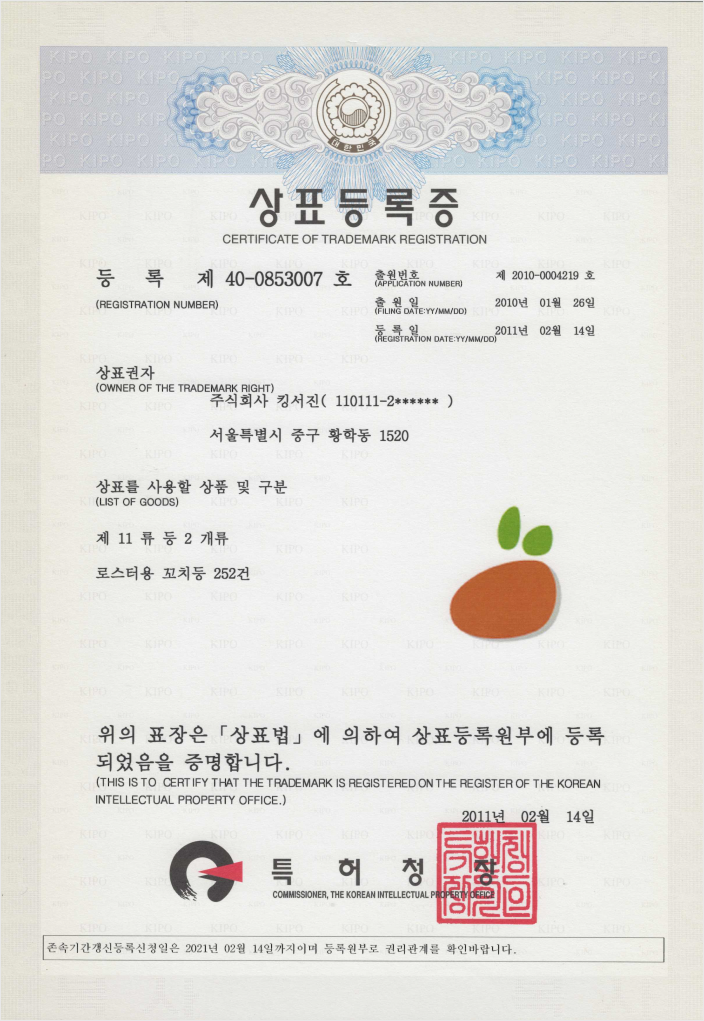 대한민국
상표등록증
CERTIFICATE OF TRADEMARK REGISTRATION
등 록 제 40-0853007 호
(REGISTRATION NUMBER)
출원번호 제 2010-0004219 호
(APPLICATION NUMBER)
출 원 일 2010년 01월 26일
(FILING DATE:YY/MM/DD)
등 록 일 2011년 02월 14일
(REGISTRATION DATE:YY/MM/DD)
상표권자
(OWNER OF THE TRADEMARK RIGHT)
주식회사 킹서진( 110111-2****** )
서울특별시 중구 황학동 1520
상표를 사용할 상품 및 구분
(LIST OF GOODS)
제 11 류 등 2 개류
로스터용 꼬치등 252건
위의 표장은「상표법」에 의하여 상표등록원부에 등록
되었음을 증명합니다.
(THIS IS TO CERTIFY THAT THE TRADEMARK IS REGISTERED ON THE REGISTER OF THE KOREAN
INTELLECTUAL PROPERTY OFFICE.)
2011년 02월 14일
특 허 청 장
COMMISSIONER, THE KOREAN INTELLECTUAL PROPERTY OFFICE
존속기간갱신등록신청일은 2021년 02월 14일까지이며 등록원부로 권리관계를 확인바랍니다.